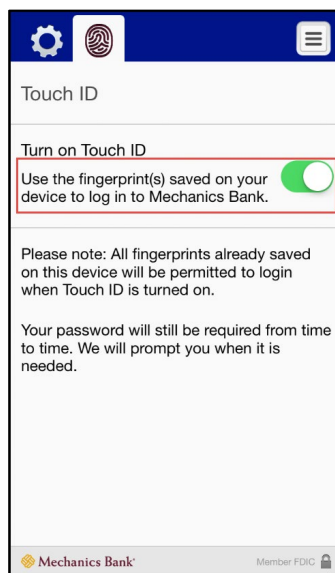 Touch ID
Turn on Touch ID
Use the fingerprint(s) saved on your
device to log in to Mechanics Bank.
Please note: All fingerprints already saved
on this device will be permitted to login
when Touch ID is turned on.
Your password will still be required from time
to time. We will prompt you when it is
needed.
Mechanics Bank Member FDIC